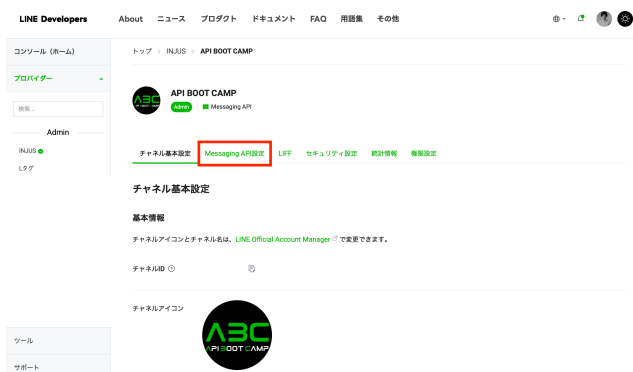 LINE Developers About ニュース プロダクト ドキュメント FAQ 用語集 その他
コンソール（ホーム）
プロバイダー
検索...
Admin
INJUS
Lタグ
ツール
サポート
トップ INJUS API BOOT CAMP
ABC
API BOOT CAMP
API BOOT CAMP
Admin Messaging API
チャネル基本設定 Messaging API設定 LIFF セキュリティ設定 統計情報 権限設定
チャネル基本設定
基本情報
チャネルアイコンとチャネル名は、LINE Official Account Manager で変更できます。
チャネルID
チャネルアイコン
ABC
API BOOT CAMP